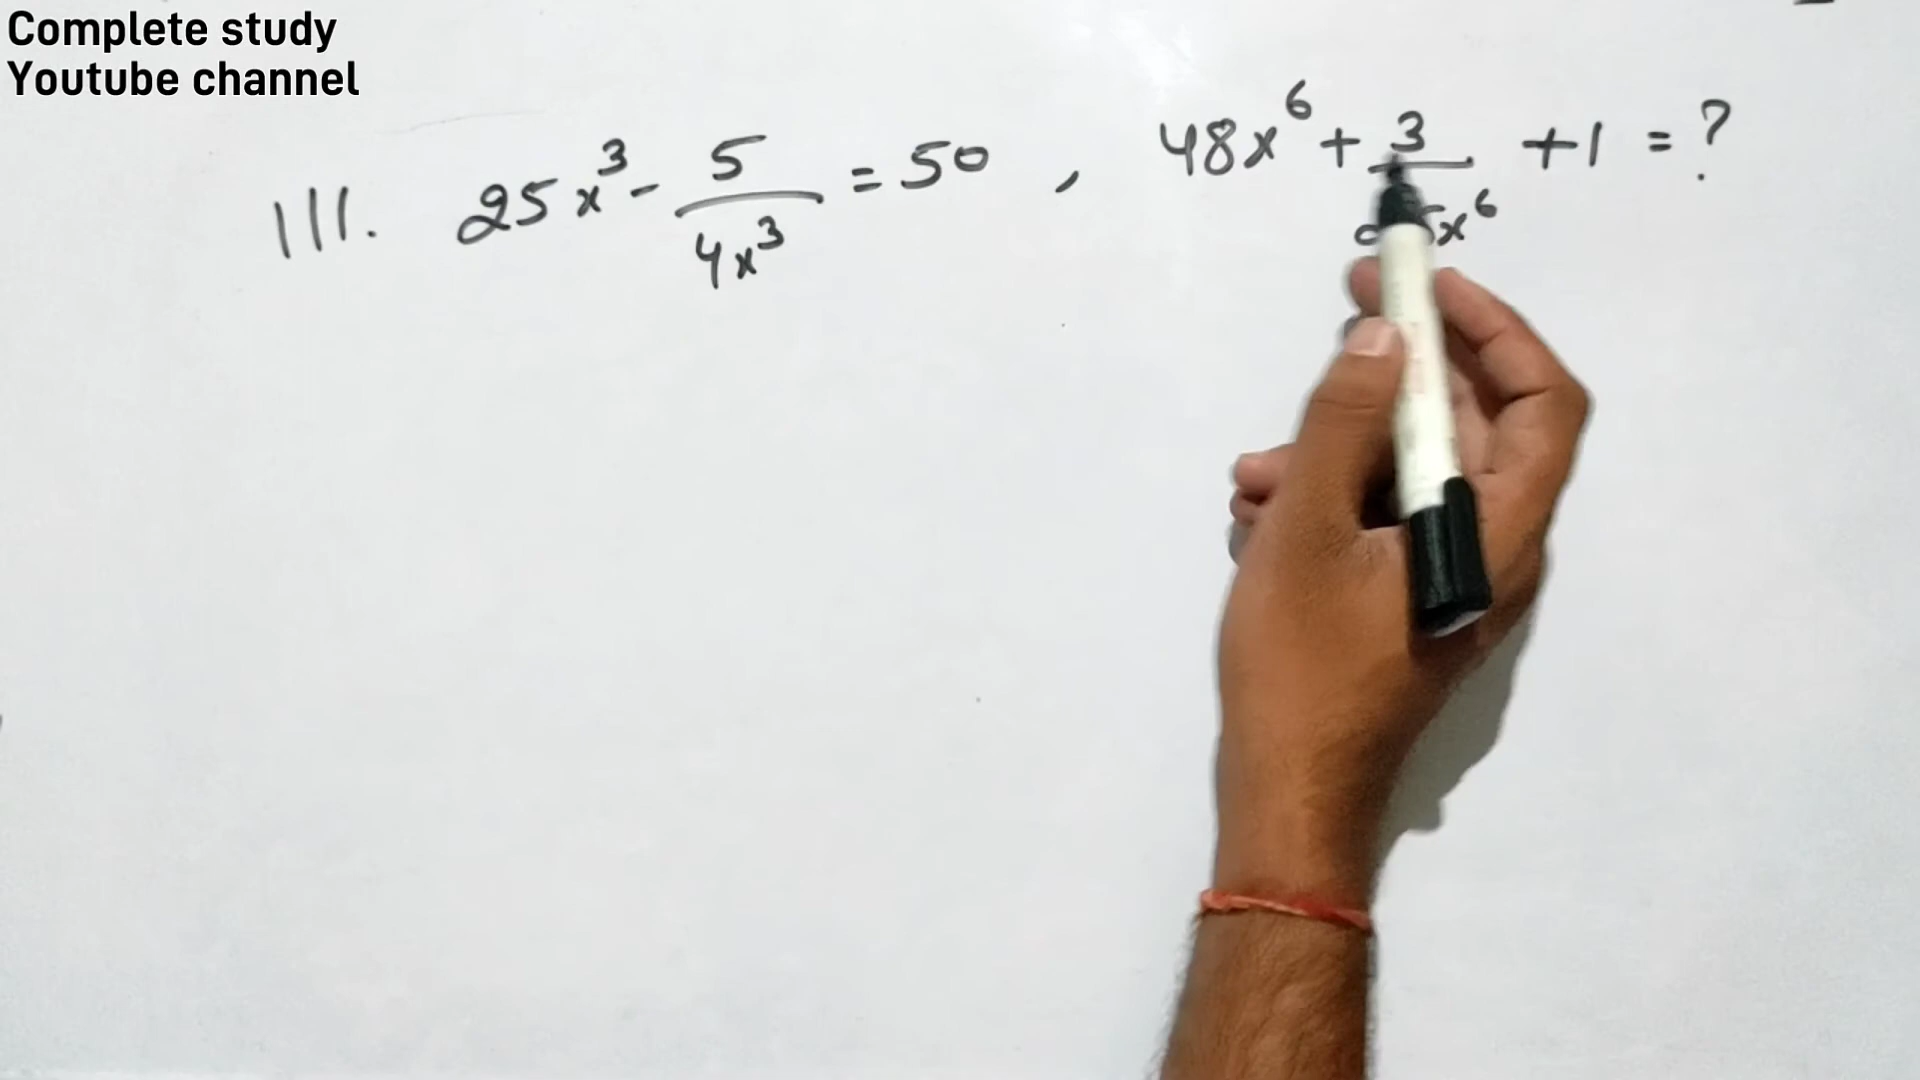 Complete study
Youtube channel
111. 25x³ - 5/4x³ = 50 , 48x⁶ + 3/ x⁶ + 1 = ?